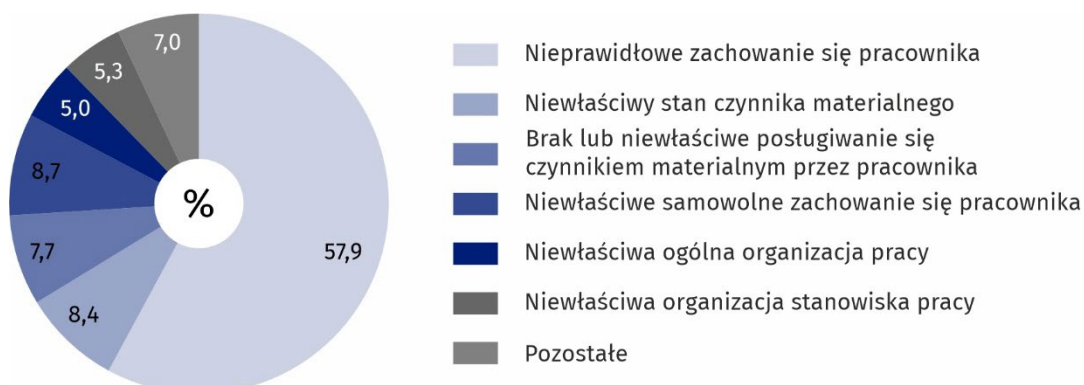 7,0
5,3
5,0
8,7
%
57,9
7,7
8,4
Nieprawidłowe zachowanie się pracownika
Niewłaściwy stan czynnika materialnego
Brak lub niewłaściwe posługiwanie się
czynnikiem materialnym przez pracownika
Niewłaściwe samowolne zachowanie się pracownika
Niewłaściwa ogólna organizacja pracy
Niewłaściwa organizacja stanowiska pracy
Pozostałe